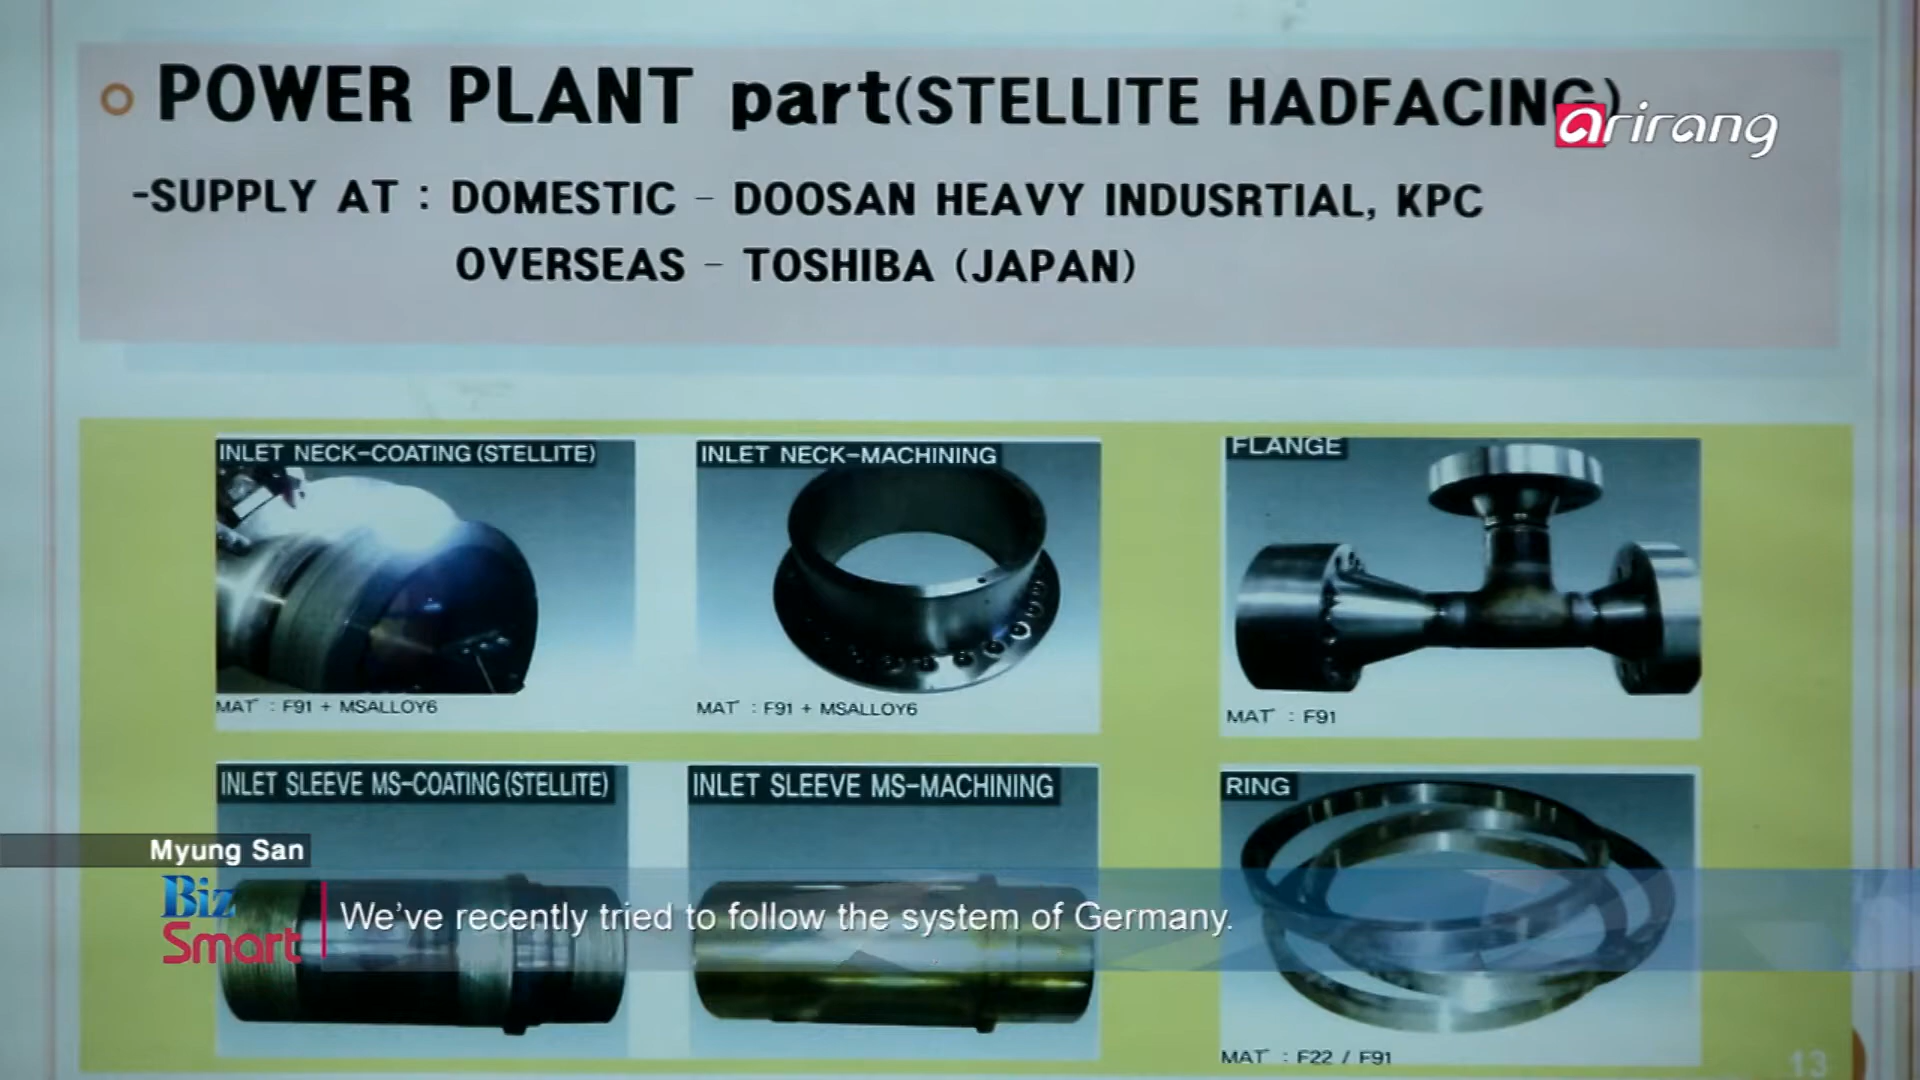 POWER PLANT part(STELLITE HADFACING)
arirang
-SUPPLY AT : DOMESTIC - DOOSAN HEAVY INDUSRTIAL, KPC
OVERSEAS - TOSHIBA (JAPAN)
INLET NECK-COATING(STELLITE)
INLET NECK-MACHINING
FLANGE
MAT' : F91 + MSALLOY6
MAT' : F91 + MSALLOY6
MAT' : F91
INLET SLEEVE MS-COATING(STELLITE)
INLET SLEEVE MS-MACHINING
RING
Myung San
Biz
Smart
We've recently tried to follow the system of Germany.
MAT' : F22 / F91
13